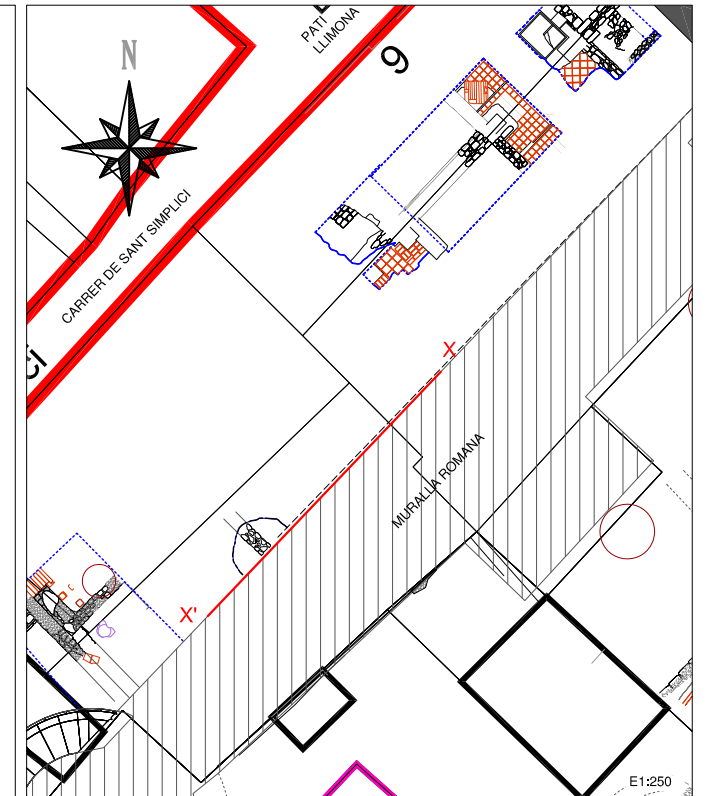 N
PATI
LLIMONA
9
CARRER DE SANT SIMPLICI
ci
X
MURALLA ROMANA
X'
E1:250